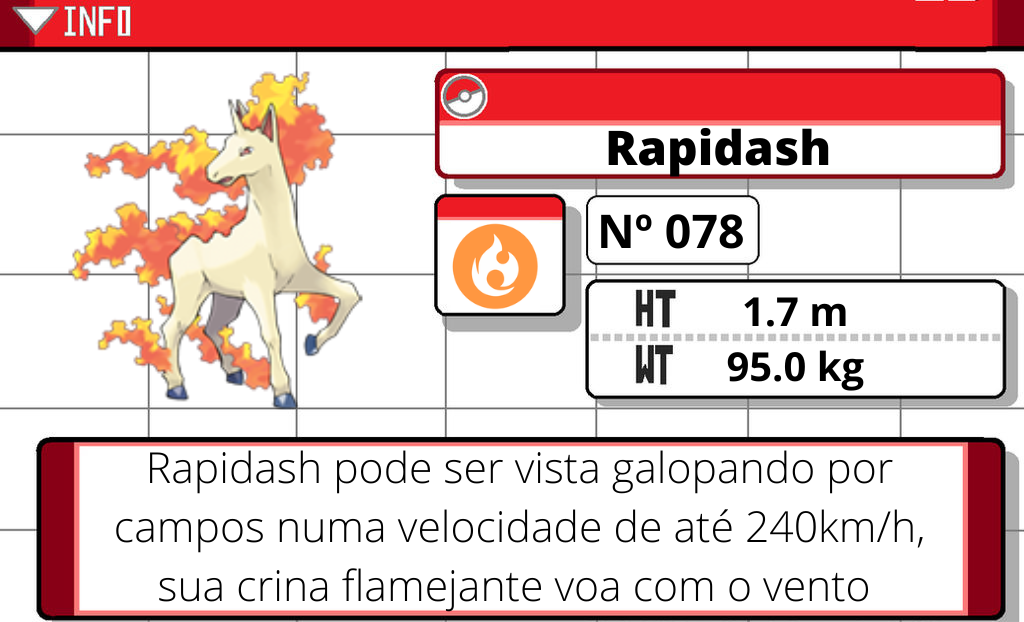 INFO
Rapidash
Nº 078
HT 1.7 m
WT 95.0 kg
Rapidash pode ser vista galopando por
campos numa velocidade de até 240km/h,
sua crina flamejante voa com o vento